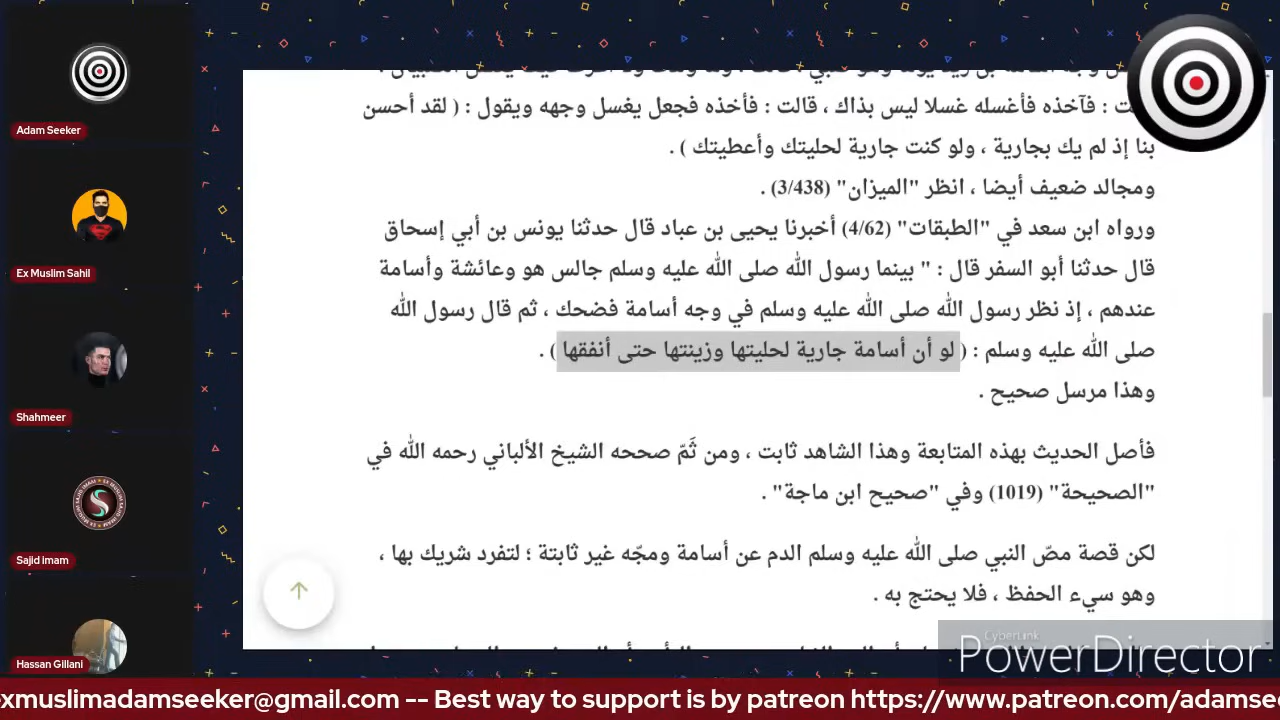 Adam Seeker
Ex Muslim Sahil
Shahmeer
Sajid Imam
Hassan Gillani
: فآخذه فأغسله غسلا ليس بذاك ، قالت : فأخذه فجعل يغسل وجهه ويقول : ( لقد أحسن
بنا إذ لم يك بجارية ، ولو كنت جارية لحليتك وأعطيتك ) .
ومجالد ضعيف أيضا ، انظر "الميزان" (3/438) .
ورواه ابن سعد في "الطبقات" (4/62) أخبرنا يحيى بن عباد قال حدثنا يونس بن أبي إسحاق
قال حدثنا أبو السفر قال : " بينما رسول الله صلى الله عليه وسلم جالس هو وعائشة وأسامة
عندهم ، إذ نظر رسول الله صلى الله عليه وسلم في وجه أسامة فضحك ، ثم قال رسول الله
صلى الله عليه وسلم : ( لو أن أسامة جارية لحليتها وزينتها حتى أنفقها ) .
وهذا مرسل صحيح .
فأصل الحديث بهذه المتابعة وهذا الشاهد ثابت ، ومن ثَمّ صححه الشيخ الألباني رحمه الله في
"الصحيحة" (1019) وفي "صحيح ابن ماجة" .
لكن قصة مصّ النبي صلى الله عليه وسلم الدم عن أسامة ومجّه غير ثابتة ؛ لتفرد شريك بها ،
وهو سيء الحفظ ، فلا يحتج به .
CyberLink
PowerDirector
exmuslimadamseeker@gmail.com -- Best way to support is by patreon https://www.patreon.com/adamse